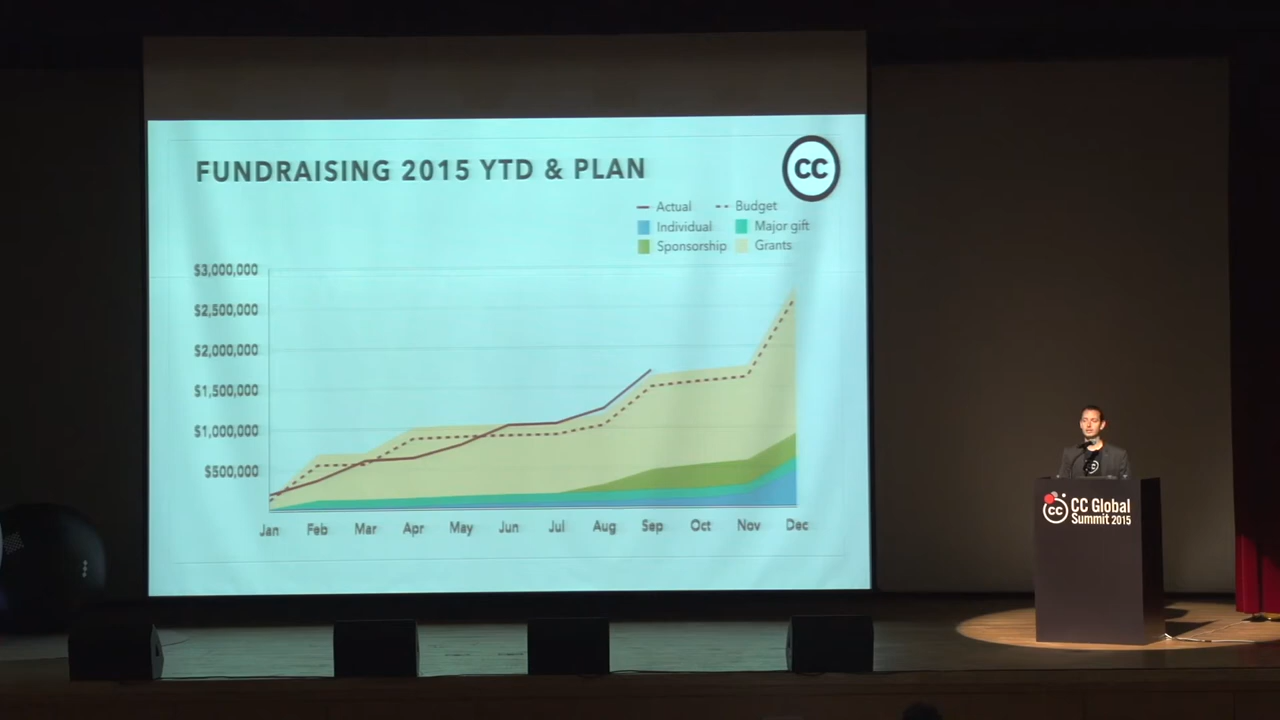 FUNDRAISING 2015 YTD & PLAN
CC
Actual Budget
Individual Major gift
Sponsorship Grants
$3,000,000
$2,500,000
$2,000,000
$1,500,000
$1,000,000
$500,000
Jan Feb Mar Apr May Jun Jul Aug Sep Oct Nov Dec
CC
CC Global
Summit 2015